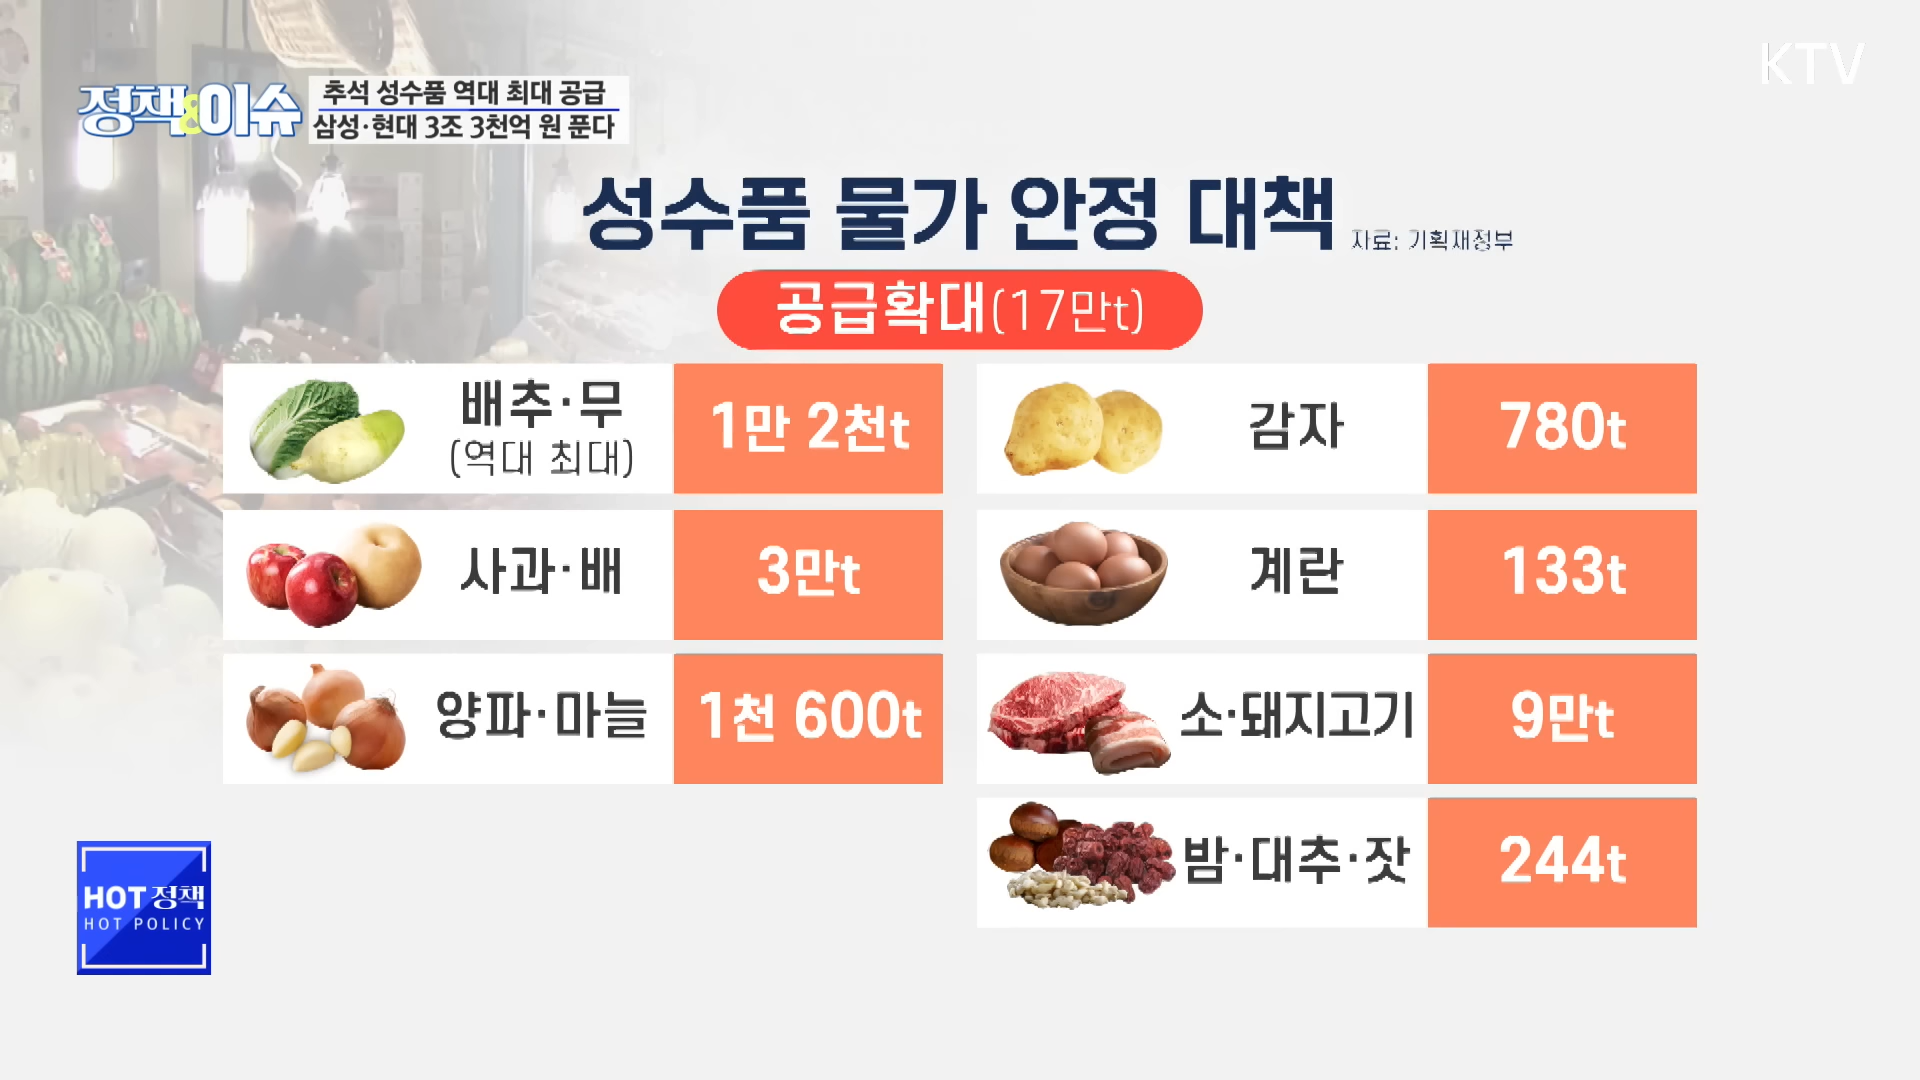 KTV
정책&이슈
추석 성수품 역대 최대 공급
삼성·현대 3조 3천억 원 푼다
성수품 물가 안정 대책
자료: 기획재정부
공급확대(17만t)
배추·무
(역대 최대)
1만 2천t
감자
780t
사과·배
3만t
계란
133t
양파·마늘
1천 600t
소·돼지고기
9만t
밤·대추·잣
244t
HOT 정책
HOT POLICY